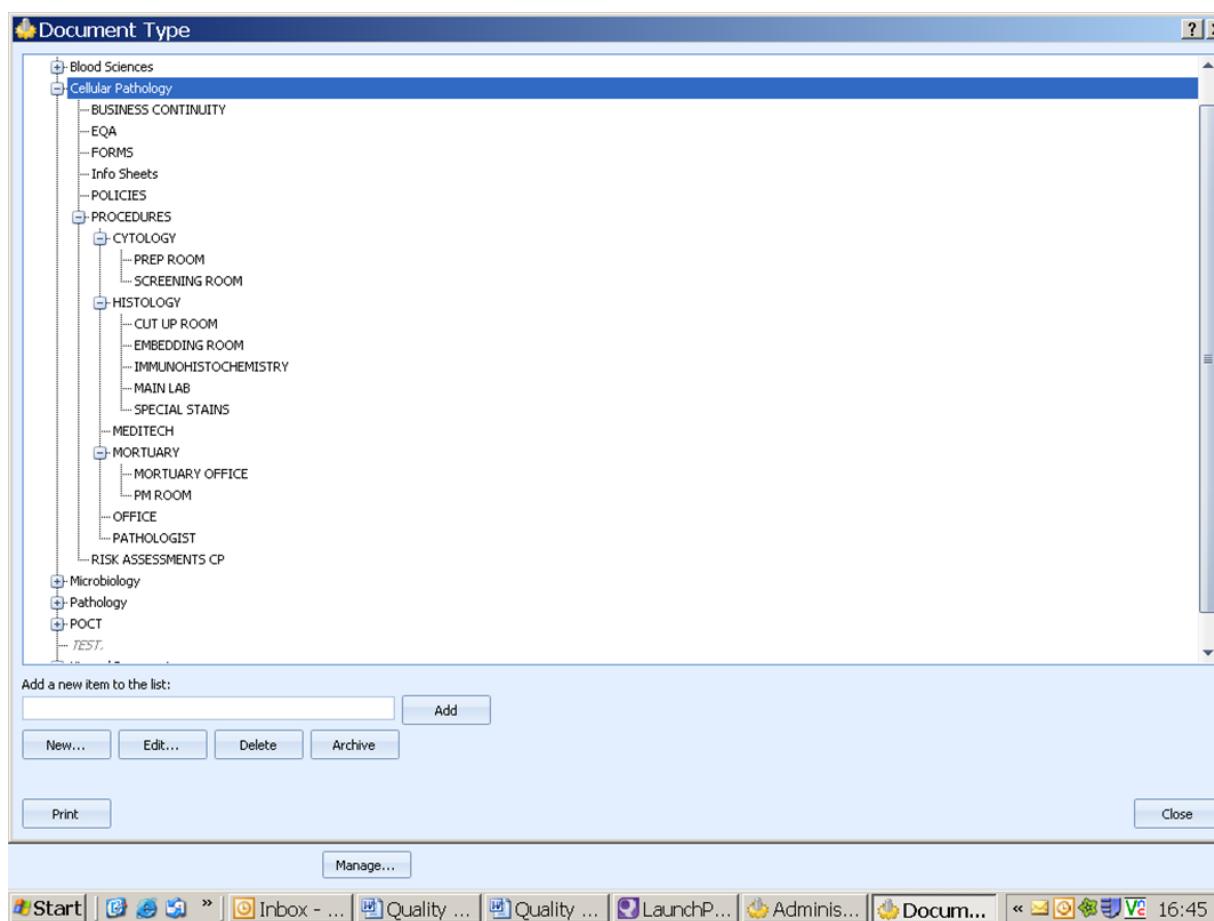 Document Type
?
Blood Sciences
Cellular Pathology
BUSINESS CONTINUITY
EQA
FORMS
Info Sheets
POLICIES
PROCEDURES
CYTOLOGY
PREP ROOM
SCREENING ROOM
HISTOLOGY
CUT UP ROOM
EMBEDDING ROOM
IMMUNOHISTOCHEMISTRY
MAIN LAB
SPECIAL STAINS
MEDITECH
MORTUARY
MORTUARY OFFICE
PM ROOM
OFFICE
PATHOLOGIST
RISK ASSESSMENTS CP
Microbiology
Pathology
POCT
TEST.
Add a new item to the list:
Add
New... Edit... Delete Archive
Print Close
Manage...
Start » Inbox - ... Quality ... Quality ... LaunchP... Adminis... Docum... « 16:45